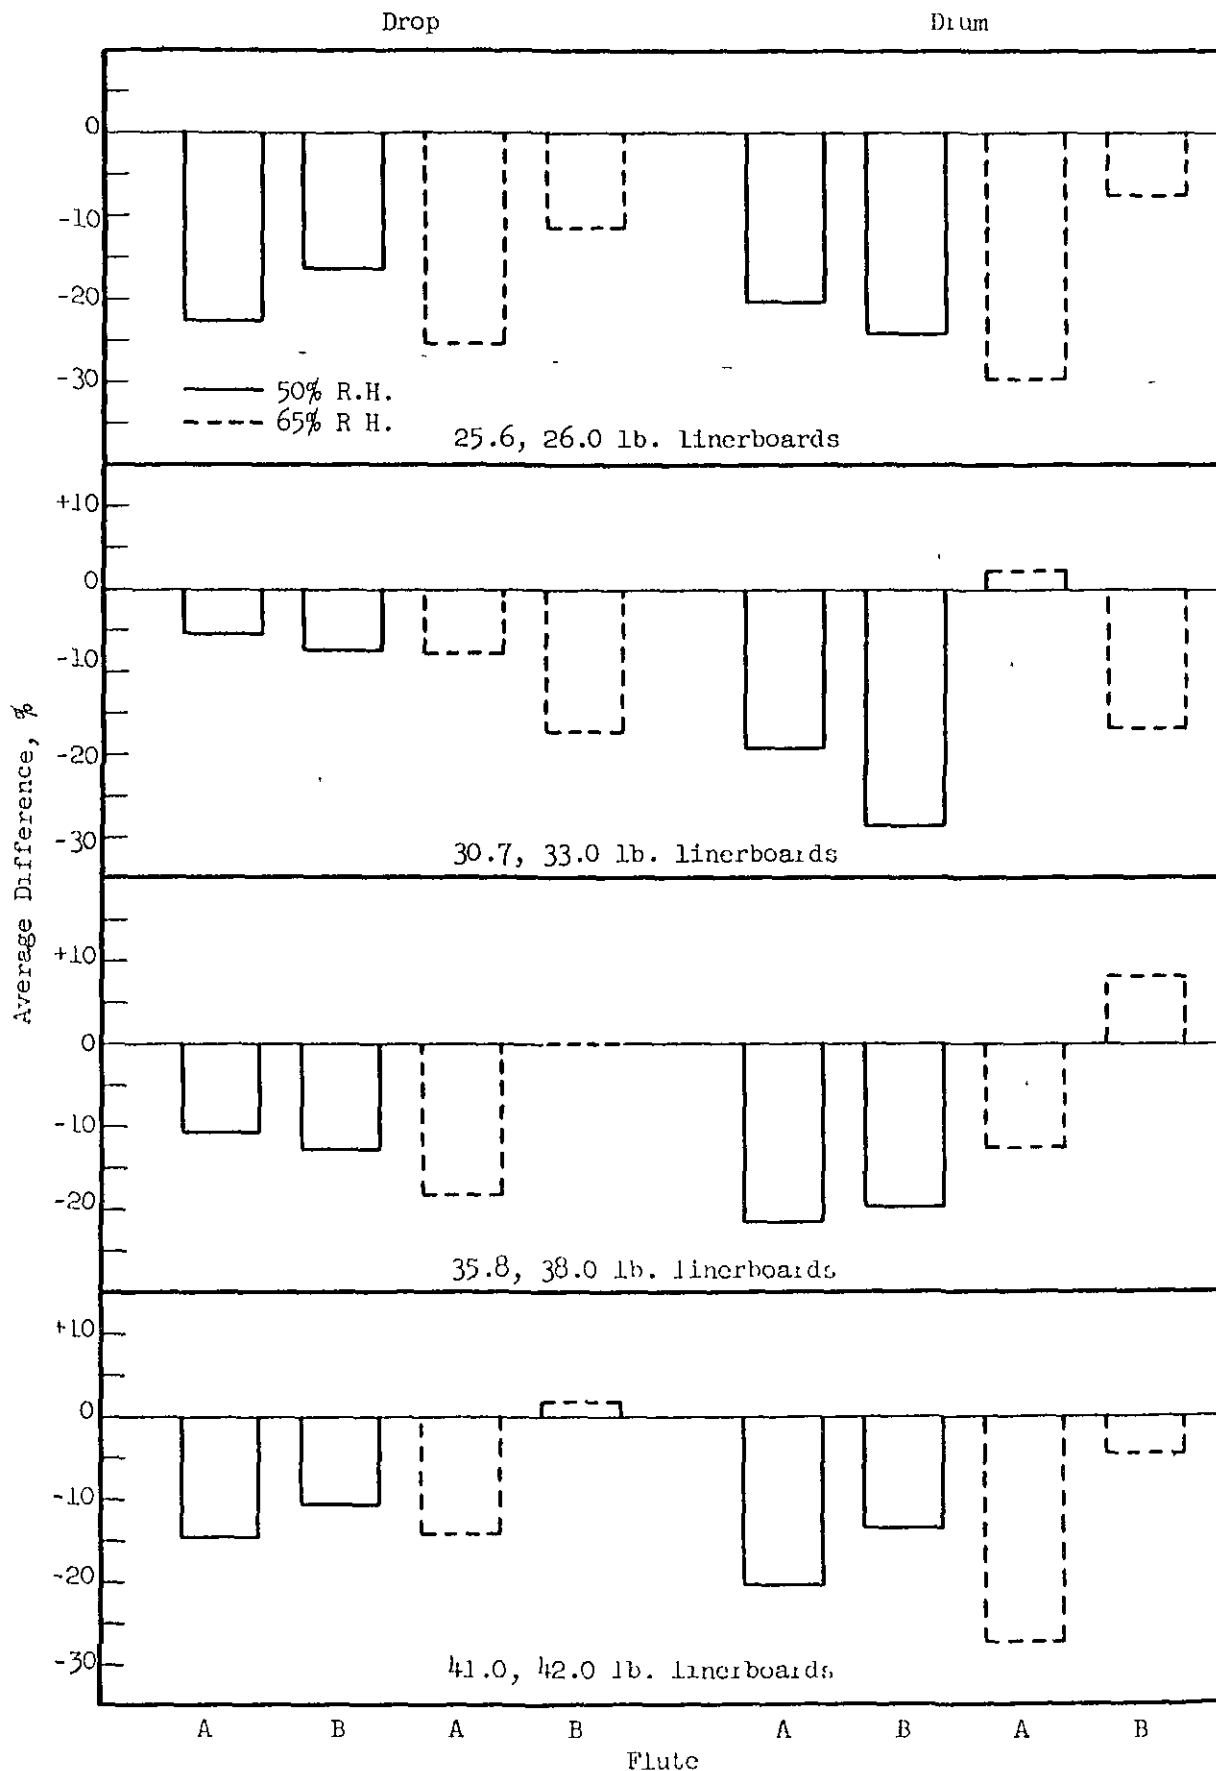 Drop Drum
0
-10
-20
-30
50% R.H.
65% R H.
25.6, 26.0 lb. linerboards
+10
0
-10
-20
-30
30.7, 33.0 lb. linerboards
Average Difference, %
+10
0
-10
-20
35.8, 38.0 lb. linerboards
+10
0
-10
-20
-30
41.0, 42.0 lb. linerboards
A B A B A B A B
Flute